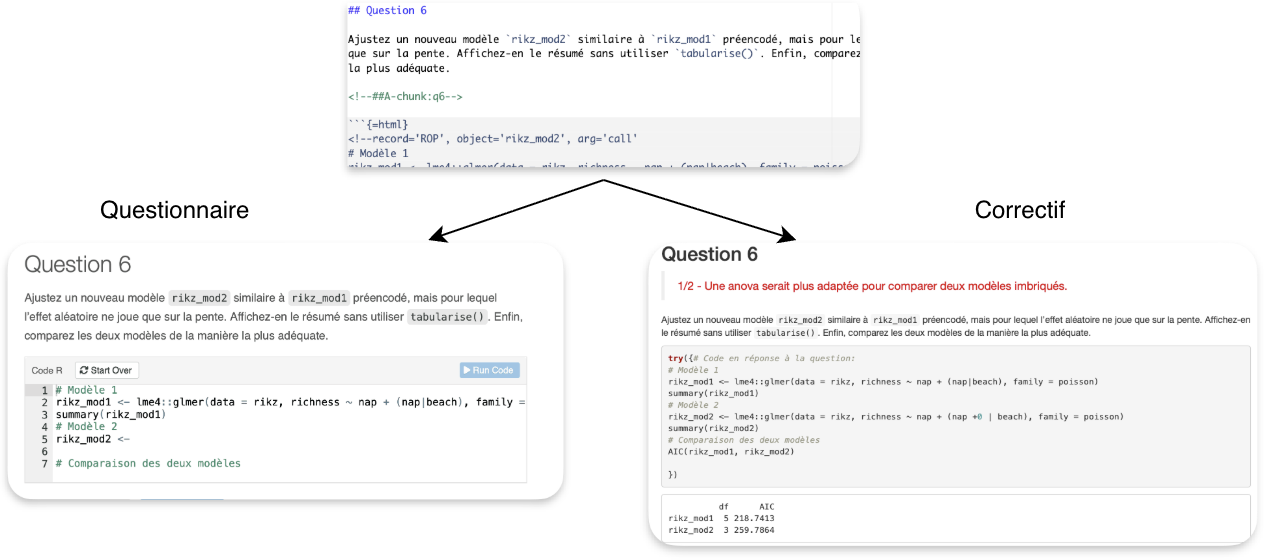 ## Question 6
Ajustez un nouveau modèle `rikz_mod2` similaire à `rikz_mod1` préencodé, mais pour le
que sur la pente. Affichez-en le résumé sans utiliser `tabularise()`. Enfin, comparez
la plus adéquate.
<!--##A-chunk:q6-->
```{=html}
<!--record='ROP', object='rikz_mod2', arg='call'
# Modèle 1
rikz_mod1 <- lme4::glmer(data = rikz, richness ~ nap + (nap|beach), family = poiss
Questionnaire
Correctif
Question 6
Ajustez un nouveau modèle rikz_mod2 similaire à rikz_mod1 préencodé, mais pour lequel
l'effet aléatoire ne joue que sur la pente. Affichez-en le résumé sans utiliser tabularise(). Enfin,
comparez les deux modèles de la manière la plus adéquate.
Code R Start Over Run Code
1 # Modèle 1
2 rikz_mod1 <- lme4::glmer(data = rikz, richness ~ nap + (nap|beach), family =
3 summary(rikz_mod1)
4 # Modèle 2
5 rikz_mod2 <-
6
7 # Comparaison des deux modèles
Question 6
1/2 - Une anova serait plus adaptée pour comparer deux modèles imbriqués.
Ajustez un nouveau modèle rikz_mod2 similaire à rikz_mod1 préencodé, mais pour lequel l'effet aléatoire ne joue que sur la pente. Affichez-en
le résumé sans utiliser tabularise(). Enfin, comparez les deux modèles de la manière la plus adéquate.
try({# Code en réponse à la question:
# Modèle 1
rikz_mod1 <- lme4::glmer(data = rikz, richness ~ nap + (nap|beach), family = poisson)
summary(rikz_mod1)
# Modèle 2
rikz_mod2 <- lme4::glmer(data = rikz, richness ~ nap + (nap +0 | beach), family = poisson)
summary(rikz_mod2)
# Comparaison des deux modèles
AIC(rikz_mod1, rikz_mod2)
})
df AIC
rikz_mod1 5 218.7413
rikz_mod2 3 259.7864